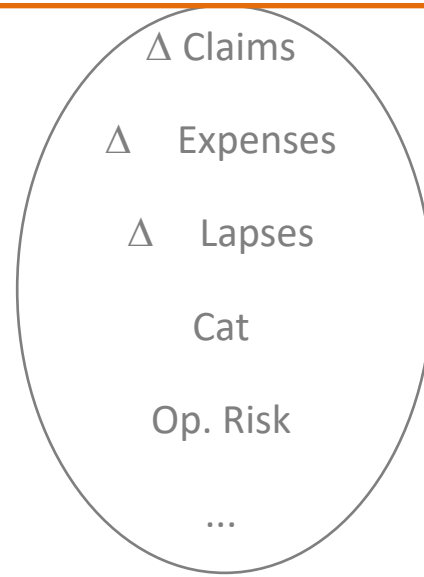 Δ Claims
Δ Expenses
Δ Lapses
Cat
Op. Risk
...